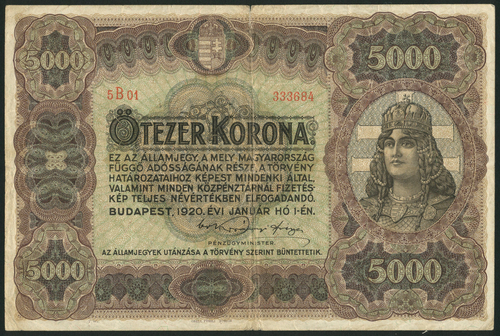 5000
5000
5 B 01
333684
ÖTEZER KORONA
EZ AZ ÁLLAMJEGY, A MELY MAGYARORSZÁG
FÜGGŐ ADÓSSÁGÁNAK RÉSZE, A TÖRVÉNY
HATÁROZATAIHOZ KÉPEST MINDENKI ÁLTAL,
VALAMINT MINDEN KÖZPÉNZTÁRNÁL FIZETÉS-
KÉP TELJES NÉVÉRTÉKBEN ELFOGADANDÓ.
BUDAPEST, 1920. ÉVI JANUÁR HÓ 1-ÉN.
PÉNZÜGYMINISTER
AZ ÁLLAMJEGYEK UTÁNZÁSA A TÖRVÉNY SZERINT BÜNTETTETIK.
5000
5000